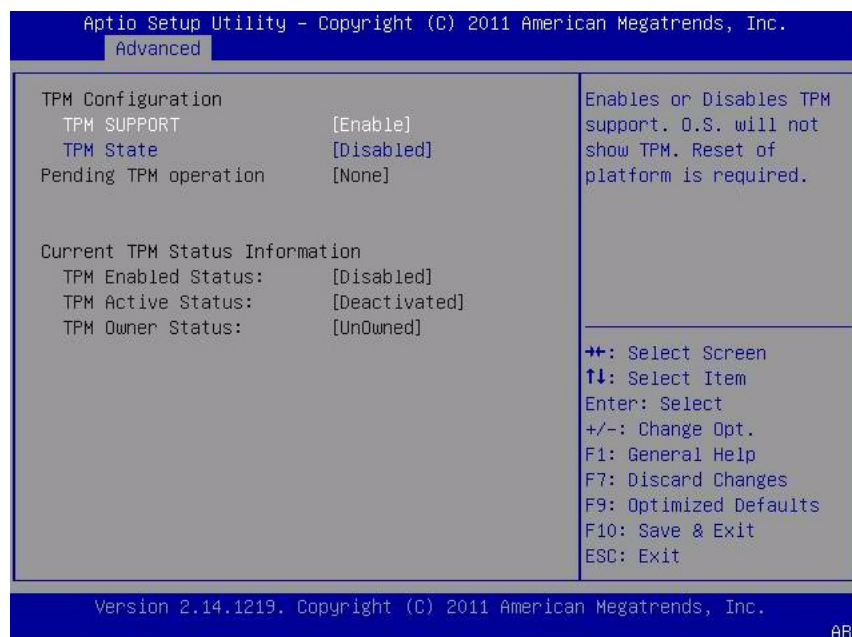 Aptio Setup Utility – Copyright (C) 2011 American Megatrends, Inc.
Advanced
TPM Configuration
TPM SUPPORT [Enable]
TPM State [Disabled]
Pending TPM operation [None]
Current TPM Status Information
TPM Enabled Status: [Disabled]
TPM Active Status: [Deactivated]
TPM Owner Status: [UnOwned]
Enables or Disables TPM
support. O.S. will not
show TPM. Reset of
platform is required.
→←: Select Screen
↑↓: Select Item
Enter: Select
+/-: Change Opt.
F1: General Help
F7: Discard Changes
F9: Optimized Defaults
F10: Save & Exit
ESC: Exit
Version 2.14.1219. Copyright (C) 2011 American Megatrends, Inc.
AB